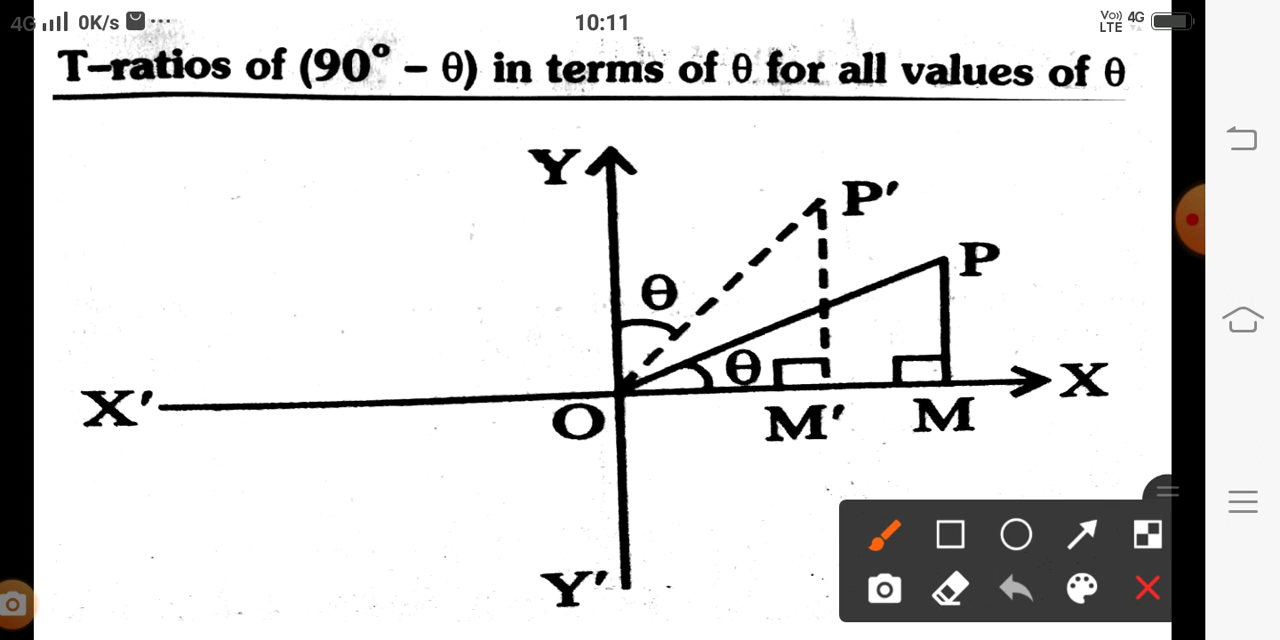 4G 0K/s ... 10:11 Vo)) LTE 4G
T-ratios of (90° – θ) in terms of θ for all values of θ
Y
P'
P
θ
θ
X'
X
O
M'
M
Y'